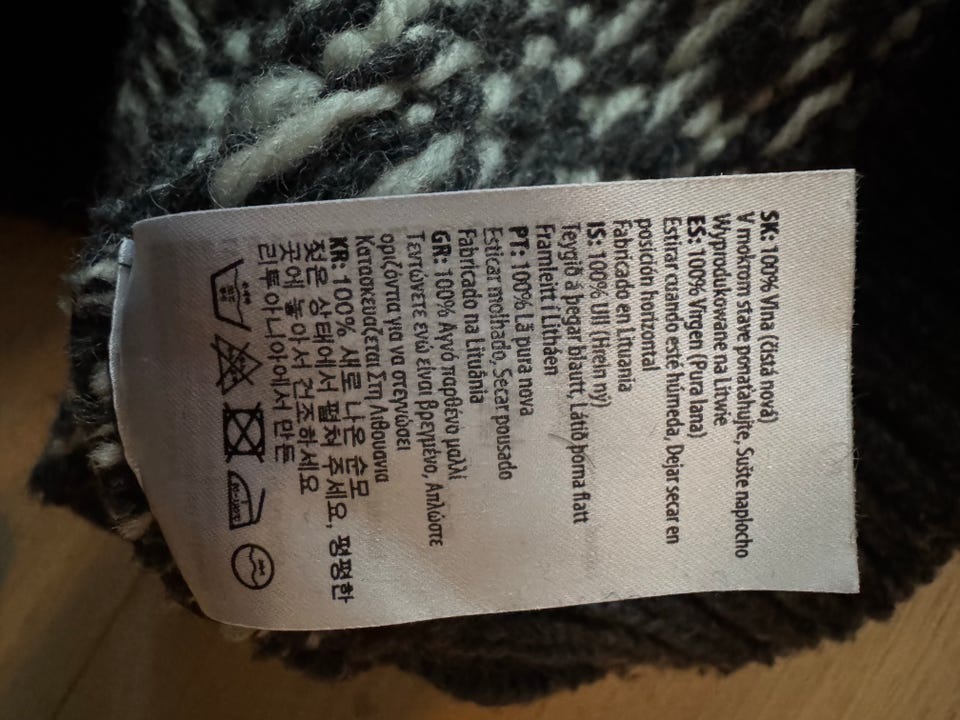 SK: 100% Vlna (čistá nová)
V mokrom stave ponaťahujte, Sušte naplocho
Wyprodukowane na Litwie
ES: 100% Virgen (Pura lana)
Estirar cuando esté húmeda, Dejar secar en
posición horizontal
Fabricado en Lituania
IS: 100% Ull (Hrein ný)
Teygið á þegar blautt, Látið þorna flatt
Framleitt í Litháen
PT: 100% Lã pura nova
Esticar molhado, Secar pousado
Fabricado na Lituânia
GR: 100% Αγνό παρθένο μαλλί
Τεντώνετε ενώ είναι βρεγμένο, Απλώστε
οριζόντια για να στεγνώσει
Κατασκευάζεται Στη Λιθουανία
KR: 100% 새로 나온 순모
젖은 상태에서 펼쳐 주세요, 평평한
곳에 놓아서 건조하세요
리투아니아에서 만든